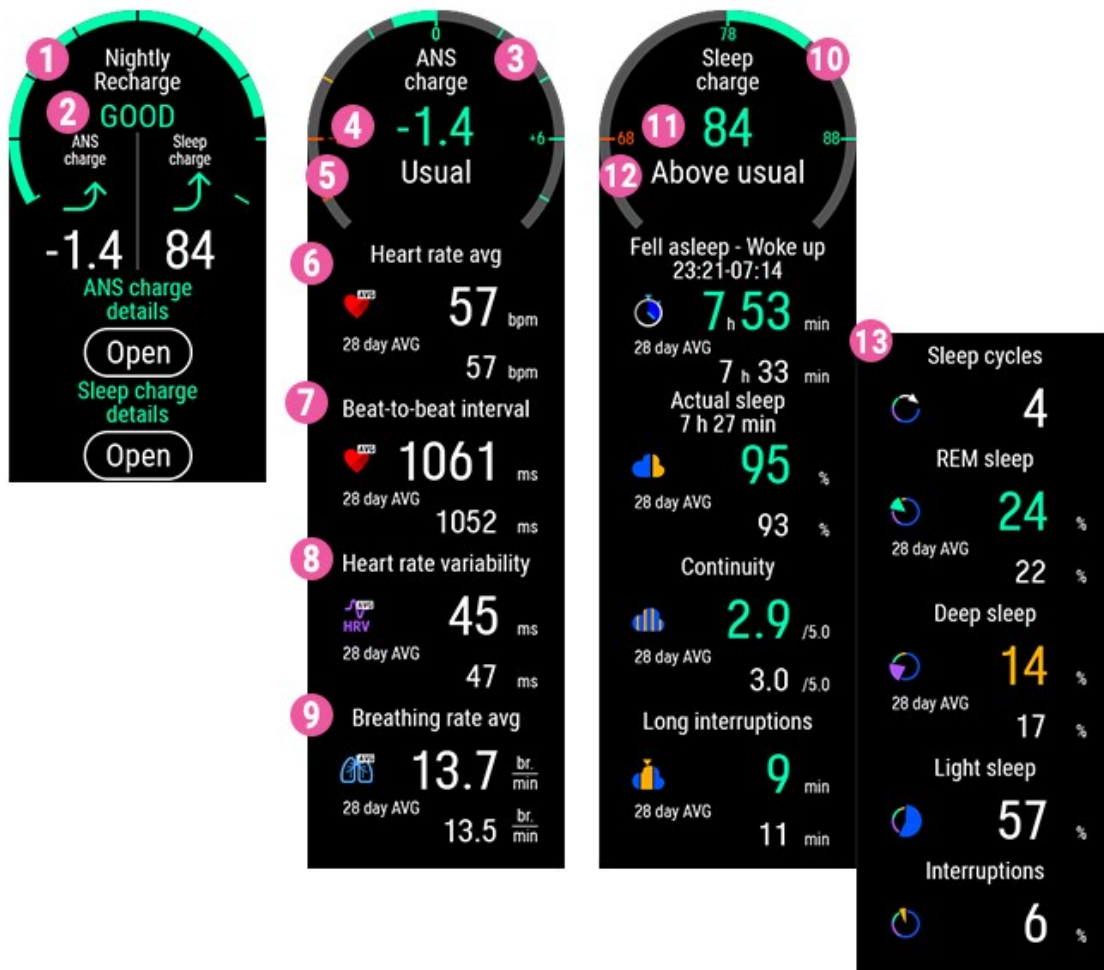 1
Nightly
Recharge
2
GOOD
ANS
charge
Sleep
charge
-1.4
84
ANS charge
details
Open
Sleep charge
details
Open
0
ANS
charge
3
4
-1.4
+6
5
Usual
6
Heart rate avg
AVG
57 bpm
28 day AVG
57 bpm
7
Beat-to-beat interval
AVG
1061 ms
28 day AVG
1052 ms
8
Heart rate variability
AVG
HRV
45 ms
28 day AVG
47 ms
9
Breathing rate avg
AVG
13.7 br.
min
28 day AVG
13.5 br.
min
78
Sleep
charge
10
68
11
84
88
12
Above usual
Fell asleep - Woke up
23:21-07:14
7 h 53 min
28 day AVG
7 h 33 min
Actual sleep
7 h 27 min
95 %
28 day AVG
93 %
Continuity
2.9 /5.0
28 day AVG
3.0 /5.0
Long interruptions
9 min
28 day AVG
11 min
13
Sleep cycles
4
REM sleep
24 %
28 day AVG
22 %
Deep sleep
14 %
28 day AVG
17 %
Light sleep
57 %
Interruptions
6 %